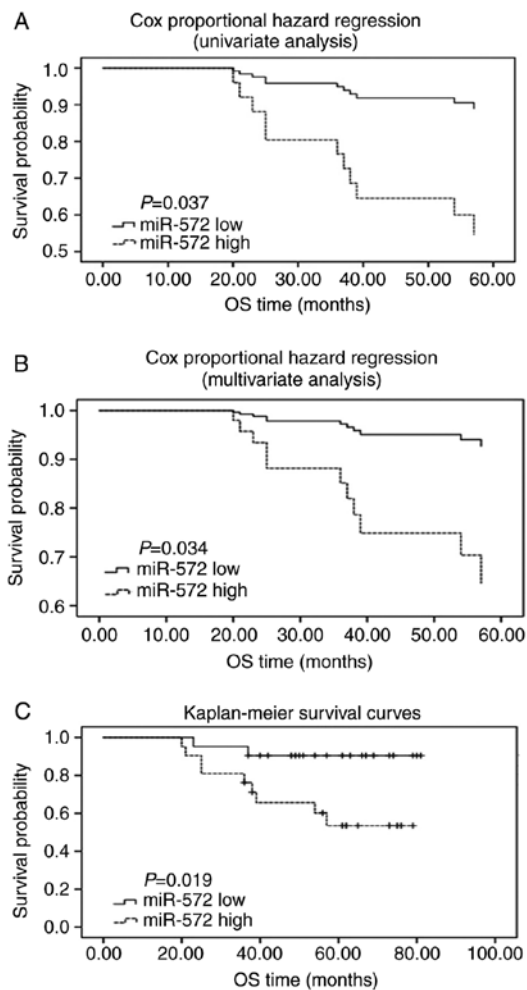 A
Cox proportional hazard regression
(univariate analysis)
Survival probability
1.0
0.9
0.8
0.7
0.6
0.5
P=0.037
miR-572 low
miR-572 high
0.00 10.00 20.00 30.00 40.00 50.00 60.00
OS time (months)
B
Cox proportional hazard regression
(multivariate analysis)
Survival probability
1.0
0.9
0.8
0.7
0.6
P=0.034
miR-572 low
miR-572 high
0.00 10.00 20.00 30.00 40.00 50.00 60.00
OS time (months)
C
Kaplan-meier survival curves
Survival probability
1.0
0.8
0.6
0.4
0.2
0.0
P=0.019
miR-572 low
miR-572 high
0.00 20.00 40.00 60.00 80.00 100.00
OS time (months)